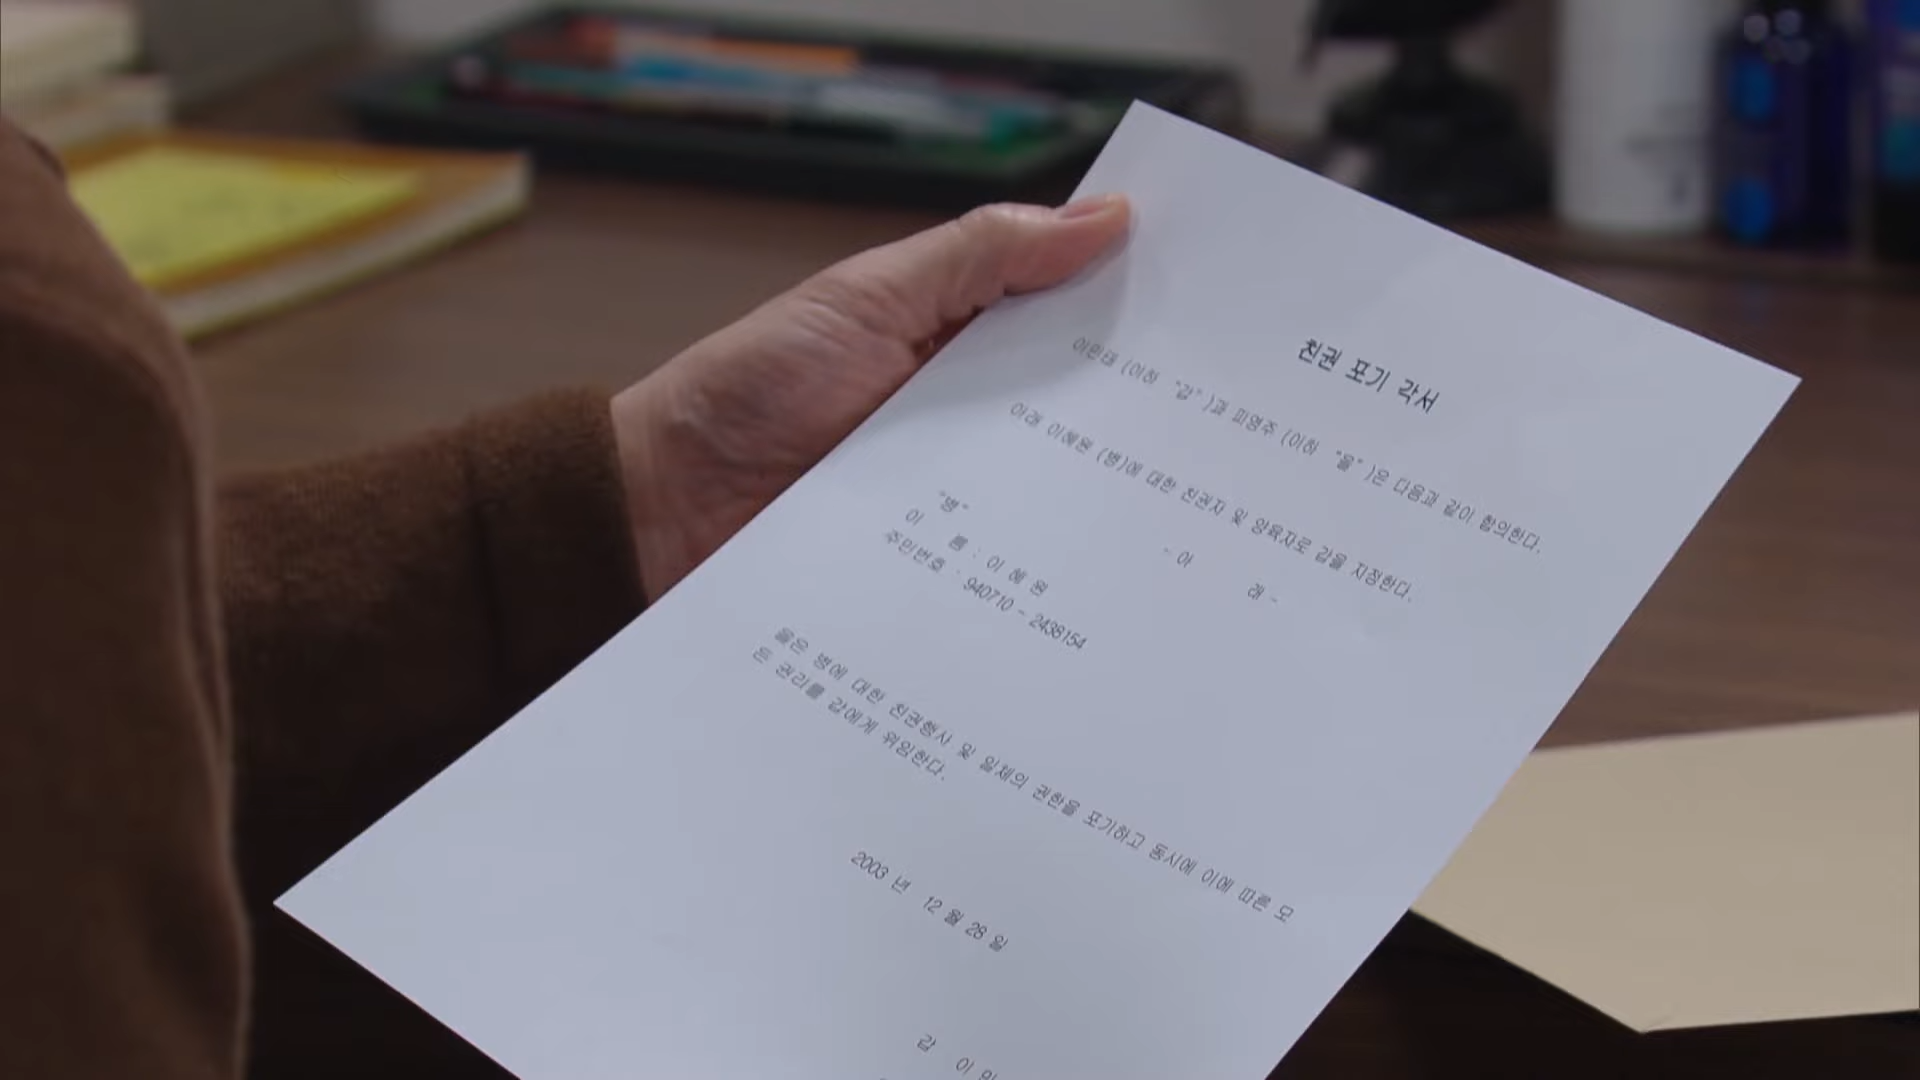 친권 포기 각서
이민태 (이하 "갑" )과 피영주 (이하 "을" )은 다음과 같이 합의한다.
아래 이혜원 (병)에 대한 친권자 및 양육자로 갑을 지정한다.
- 아 래 -
"병"
이 름 : 이 혜 원
주민번호 : 940710 - 2438154
을은 병에 대한 친권행사 및 일체의 권한을 포기하고 동시에 이에 따른 모
든 권리를 갑에게 위임한다.
2003 년 12 월 28 일
갑 이